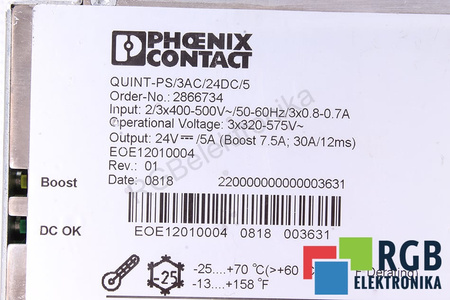 PHOENIX
CONTACT
QUINT-PS/3AC/24DC/5
Order-No.: 2866734
Input: 2/3x400-500V~/50-60Hz/3x0.8-0.7A
Operational Voltage: 3x320-575V~
Output: 24V⎓/5A (Boost 7.5A; 30A/12ms)
EOE12010004
Rev.: 01
Date: 0818 220000000000003631
Boost
DC OK
EOE12010004 0818 003631
-25
-25....+70 °C(>+60 °C Derating)
-13....+158 °F
RGB
ELEKTRONIKA